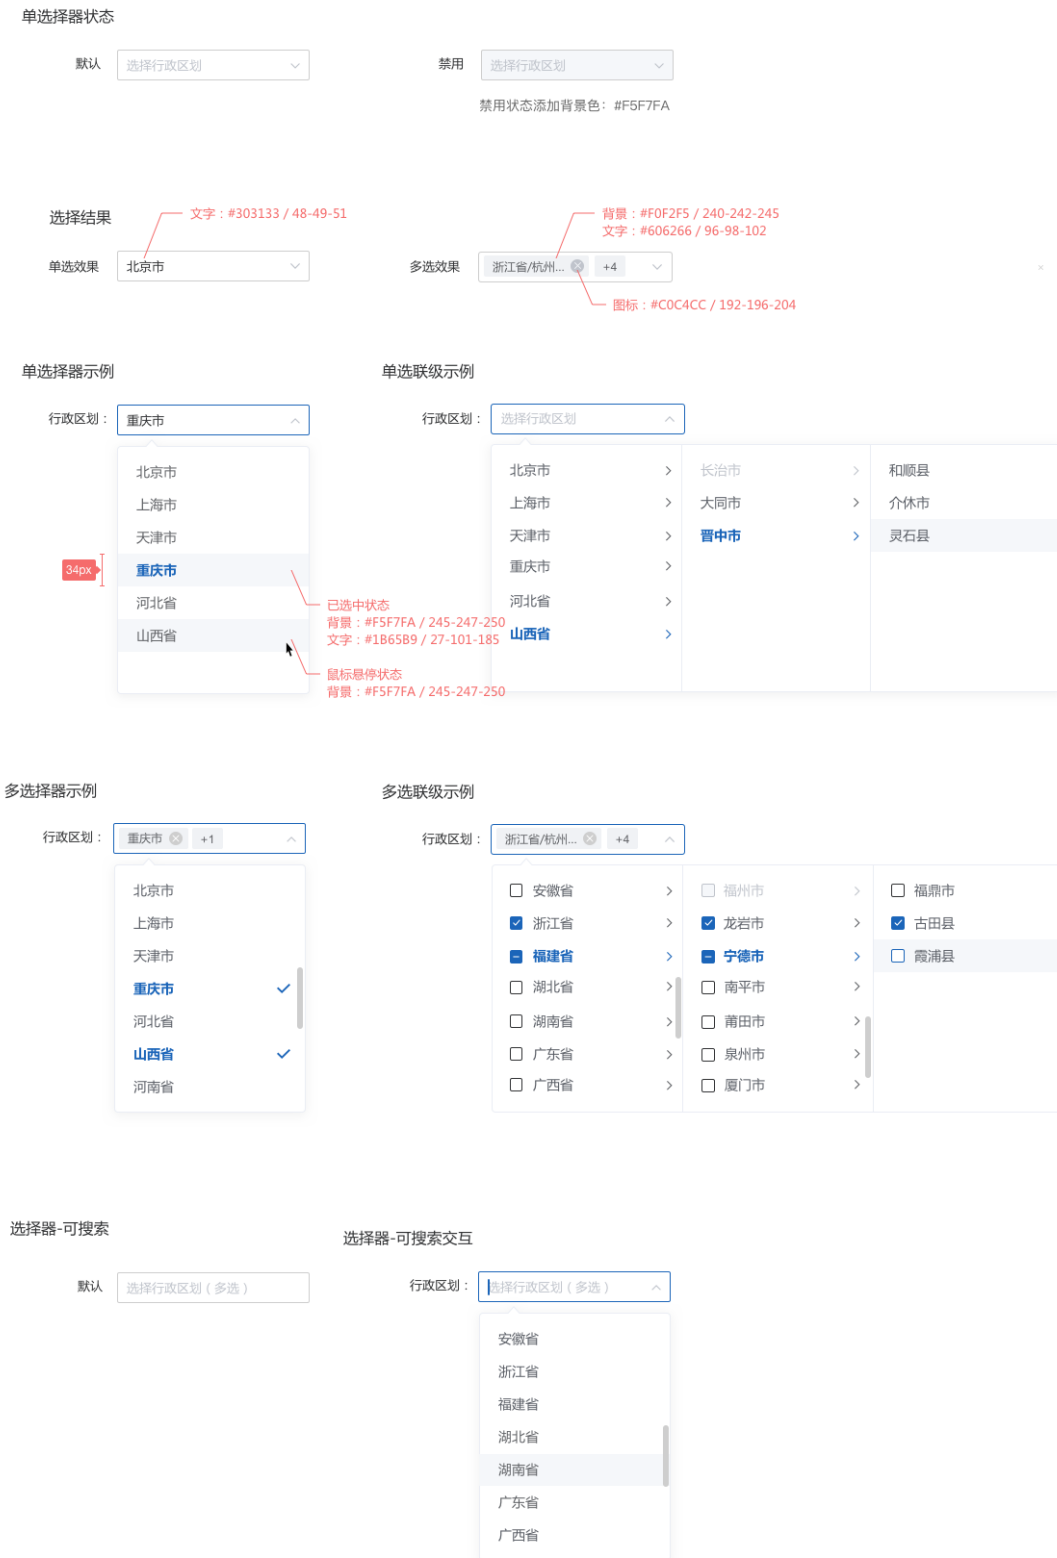 单选择器状态
默认
选择行政区划
禁用
选择行政区划
禁用状态添加背景色：#F5F7FA
选择结果
文字：#303133 / 48-49-51
背景：#F0F2F5 / 240-242-245
文字：#606266 / 96-98-102
单选效果
北京市
多选效果
浙江省/杭州...
+4
图标：#C0C4CC / 192-196-204
单选择器示例
单选联级示例
行政区划：
重庆市
行政区划：
选择行政区划
北京市
上海市
天津市
34px
重庆市
河北省
山西省
已选中状态
背景：#F5F7FA / 245-247-250
文字：#1B65B9 / 27-101-185
鼠标悬停状态
背景：#F5F7FA / 245-247-250
北京市
上海市
天津市
重庆市
河北省
山西省
长治市
大同市
晋中市
和顺县
介休市
灵石县
多选择器示例
多选联级示例
行政区划：
重庆市
+1
行政区划：
浙江省/杭州...
+4
北京市
上海市
天津市
重庆市
河北省
山西省
河南省
安徽省
浙江省
福建省
湖北省
湖南省
广东省
广西省
福州市
龙岩市
宁德市
南平市
莆田市
泉州市
厦门市
福鼎市
古田县
霞浦县
选择器-可搜索
选择器-可搜索交互
默认
选择行政区划（多选）
行政区划：
选择行政区划（多选）
安徽省
浙江省
福建省
湖北省
湖南省
广东省
广西省